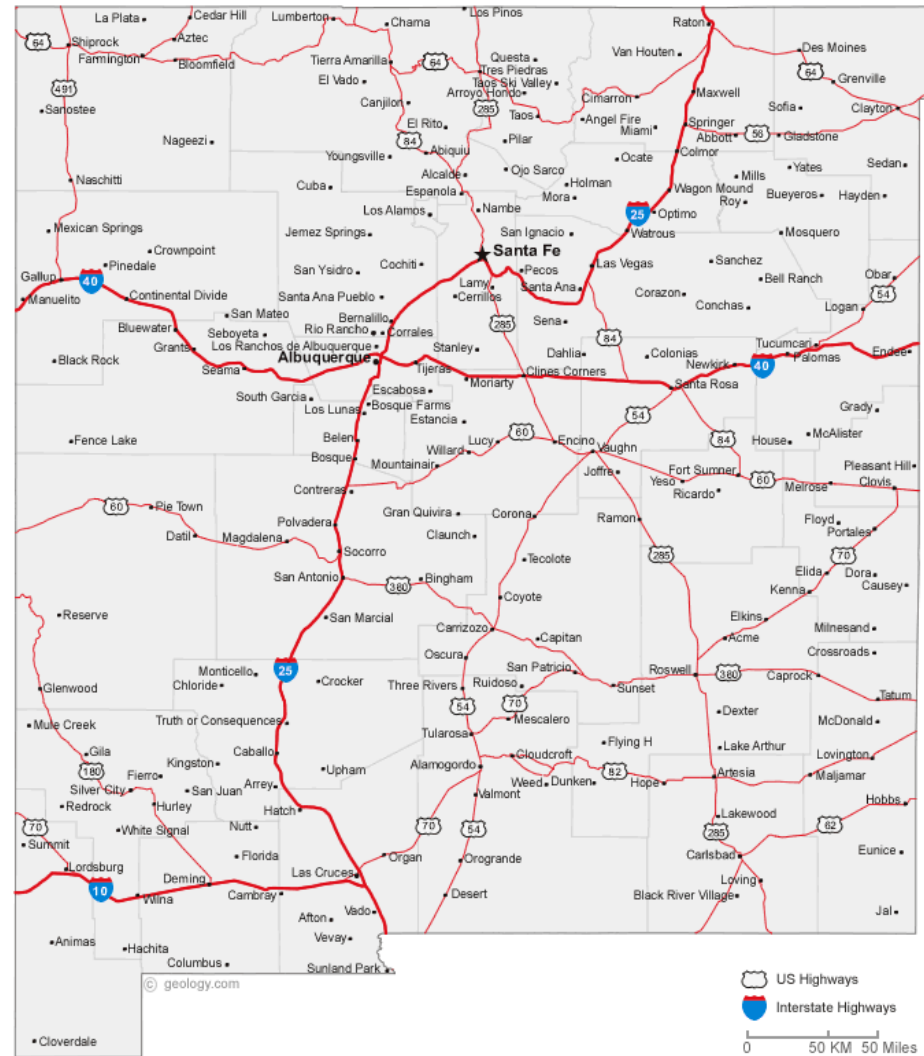 Los Pinos
Cedar Hill
La Plata
Lumberton
Chama
Raton
64
Shiprock
Aztec
Farmington
Bloomfield
Tierra Amarilla
64
Questa
Tres Piedras
Van Houten
Des Moines
64
El Vado
Taos Ski Valley
Arroyo Hondo
Grenville
491
Cimarron
Maxwell
Sanostee
Canjilon
285
Taos
Sofia
Clayton
El Rito
Angel Fire
Miami
Springer
Abbott
56
Gladstone
Nageezi
84
Abiquiu
Pilar
Youngsville
Ocate
Colmor
Sedan
Naschitti
Alcalde
Ojo Sarco
Mills
Yates
Cuba
Espanola
Holman
Mora
Wagon Mound
Roy
Bueyeros
Hayden
Los Alamos
Nambe
25
Optimo
Mexican Springs
Jemez Springs
San Ignacio
Watrous
Mosquero
Crownpoint
Santa Fe
Pinedale
San Ysidro
Cochiti
Pecos
Las Vegas
Sanchez
Gallup
40
Lamy
Santa Ana
Bell Ranch
Obar
Manuelito
Continental Divide
Santa Ana Pueblo
Cerrillos
Corazon
Conchas
54
Logan
San Mateo
Bernalillo
285
Sena
Bluewater
Seboyeta
Rio Rancho
Corrales
84
Grants
Los Ranchos de Albuquerque
Stanley
Dahlia
Colonias
Tucumcari
Palomas
Endee
Black Rock
Albuquerque
Newkirk
40
Seama
Tijeras
Moriarty
Clines Corners
Santa Rosa
South Garcia
Escabosa
Bosque Farms
Los Lunas
Estancia
54
Grady
Fence Lake
Belen
Lucy
60
Encino
84
House
McAlister
Bosque
Willard
Vaughn
Mountainair
Joffre
Yeso
Fort Sumner
60
Pleasant Hill
Contreras
Ricardo
Melrose
Clovis
60
Pie Town
Gran Quivira
Corona
Ramon
Floyd
Portales
Datil
Magdalena
Polvadera
Claunch
285
70
Socorro
Tecolote
San Antonio
380
Bingham
Elida
Dora
Kenna
Causey
Reserve
Coyote
San Marcial
Carrizozo
Capitan
Elkins
Acme
Milnesand
Oscura
Crossroads
Monticello
25
San Patricio
Roswell
380
Caprock
Chloride
Crocker
Three Rivers
Ruidoso
Sunset
Glenwood
54
70
Tatum
Mule Creek
Truth or Consequences
Mescalero
Dexter
McDonald
Tularosa
Flying H
Gila
Caballo
Cloudcroft
Lake Arthur
Lovington
180
Kingston
Fierro
Upham
Alamogordo
82
Artesia
Silver City
San Juan
Arrey
Weed
Dunken
Hope
Maljamar
Redrock
Hurley
Hatch
Valmont
Hobbs
70
White Signal
Nutt
70
54
Lakewood
285
62
Summit
Florida
Organ
Orogrande
Carlsbad
Eunice
Lordsburg
Las Cruces
10
Deming
Cambray
Desert
Loving
Black River Village
Wilna
Afton
Vado
Jal
Animas
Hachita
Vevay
Columbus
Sunland Park
© geology.com
US Highways
Interstate Highways
Cloverdale
0 50 KM 50 Miles